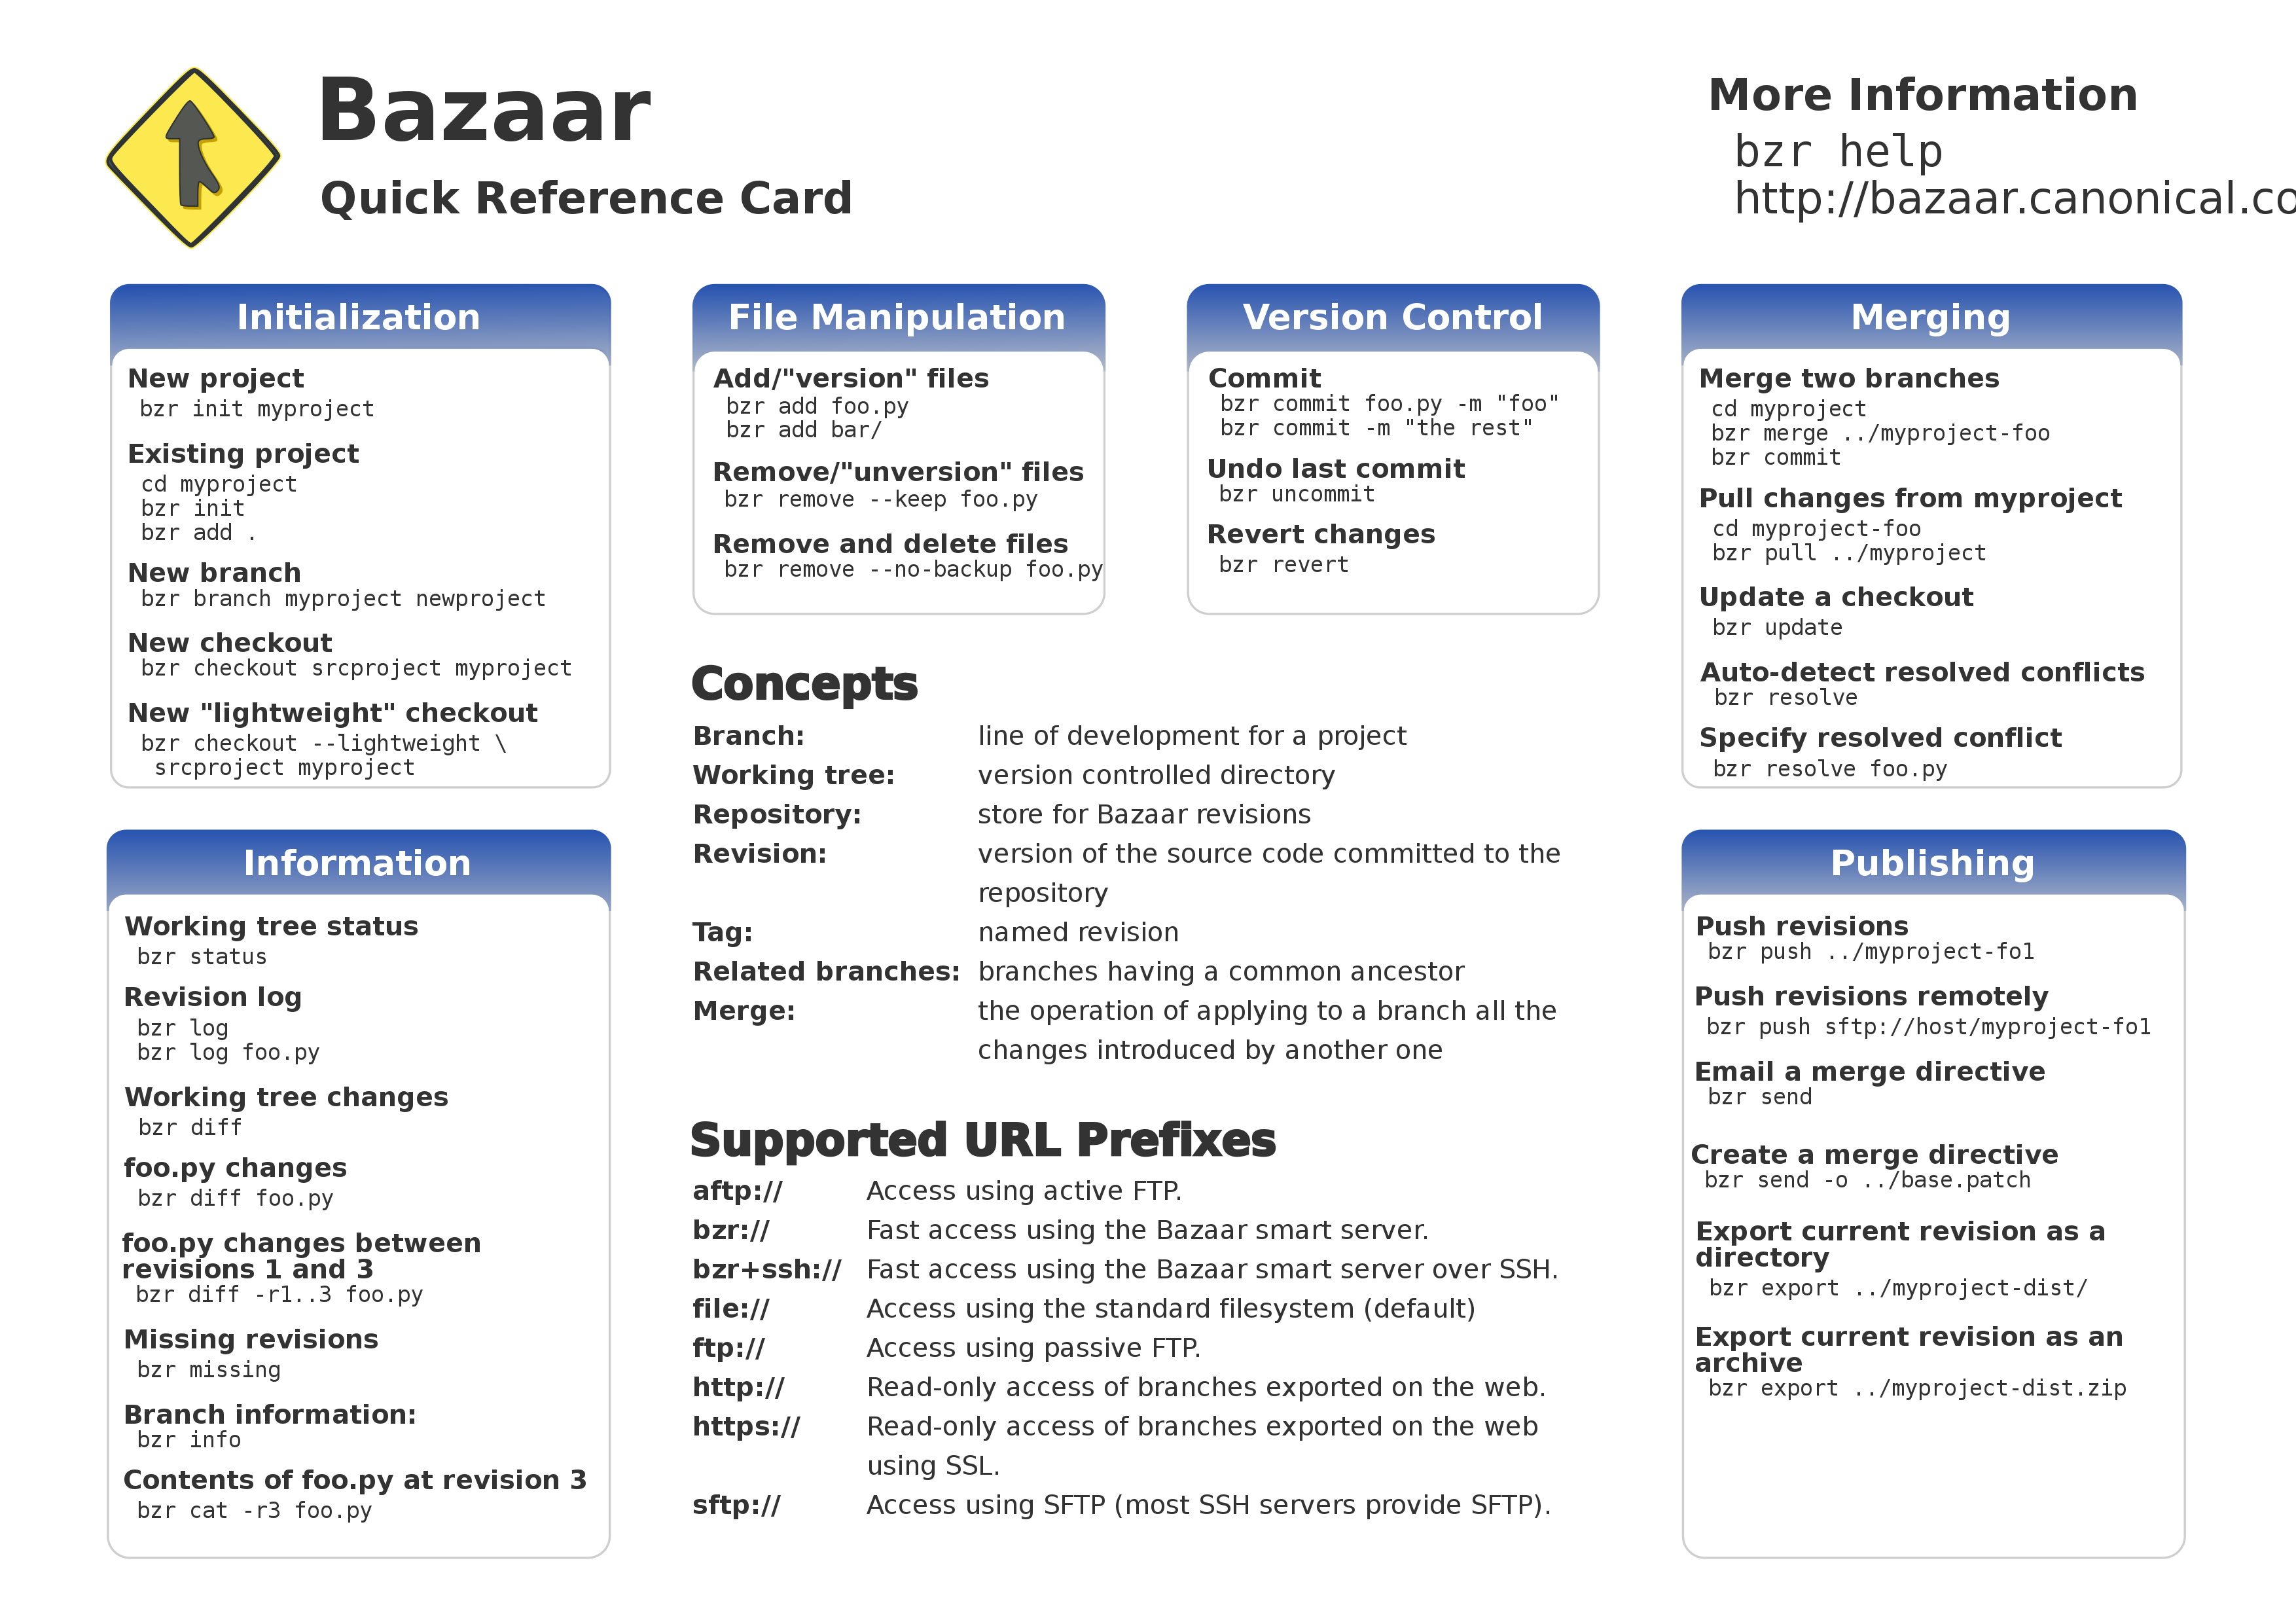 Bazaar
Quick Reference Card
More Information
bzr help
http://bazaar.canonical.co
Initialization
New project
bzr init myproject
Existing project
cd myproject
bzr init
bzr add .
New branch
bzr branch myproject newproject
New checkout
bzr checkout srcproject myproject
New "lightweight" checkout
bzr checkout --lightweight \
srcproject myproject
File Manipulation
Add/"version" files
bzr add foo.py
bzr add bar/
Remove/"unversion" files
bzr remove --keep foo.py
Remove and delete files
bzr remove --no-backup foo.py
Version Control
Commit
bzr commit foo.py -m "foo"
bzr commit -m "the rest"
Undo last commit
bzr uncommit
Revert changes
bzr revert
Merging
Merge two branches
cd myproject
bzr merge ../myproject-foo
bzr commit
Pull changes from myproject
cd myproject-foo
bzr pull ../myproject
Update a checkout
bzr update
Auto-detect resolved conflicts
bzr resolve
Specify resolved conflict
bzr resolve foo.py
Information
Working tree status
bzr status
Revision log
bzr log
bzr log foo.py
Working tree changes
bzr diff
foo.py changes
bzr diff foo.py
foo.py changes between
revisions 1 and 3
bzr diff -r1..3 foo.py
Missing revisions
bzr missing
Branch information:
bzr info
Contents of foo.py at revision 3
bzr cat -r3 foo.py
Concepts
Branch: line of development for a project
Working tree: version controlled directory
Repository: store for Bazaar revisions
Revision: version of the source code committed to the
repository
Tag: named revision
Related branches: branches having a common ancestor
Merge: the operation of applying to a branch all the
changes introduced by another one
Supported URL Prefixes
aftp:// Access using active FTP.
bzr:// Fast access using the Bazaar smart server.
bzr+ssh:// Fast access using the Bazaar smart server over SSH.
file:// Access using the standard filesystem (default)
ftp:// Access using passive FTP.
http:// Read-only access of branches exported on the web.
https:// Read-only access of branches exported on the web
using SSL.
sftp:// Access using SFTP (most SSH servers provide SFTP).
Publishing
Push revisions
bzr push ../myproject-fo1
Push revisions remotely
bzr push sftp://host/myproject-fo1
Email a merge directive
bzr send
Create a merge directive
bzr send -o ../base.patch
Export current revision as a
directory
bzr export ../myproject-dist/
Export current revision as an
archive
bzr export ../myproject-dist.zip